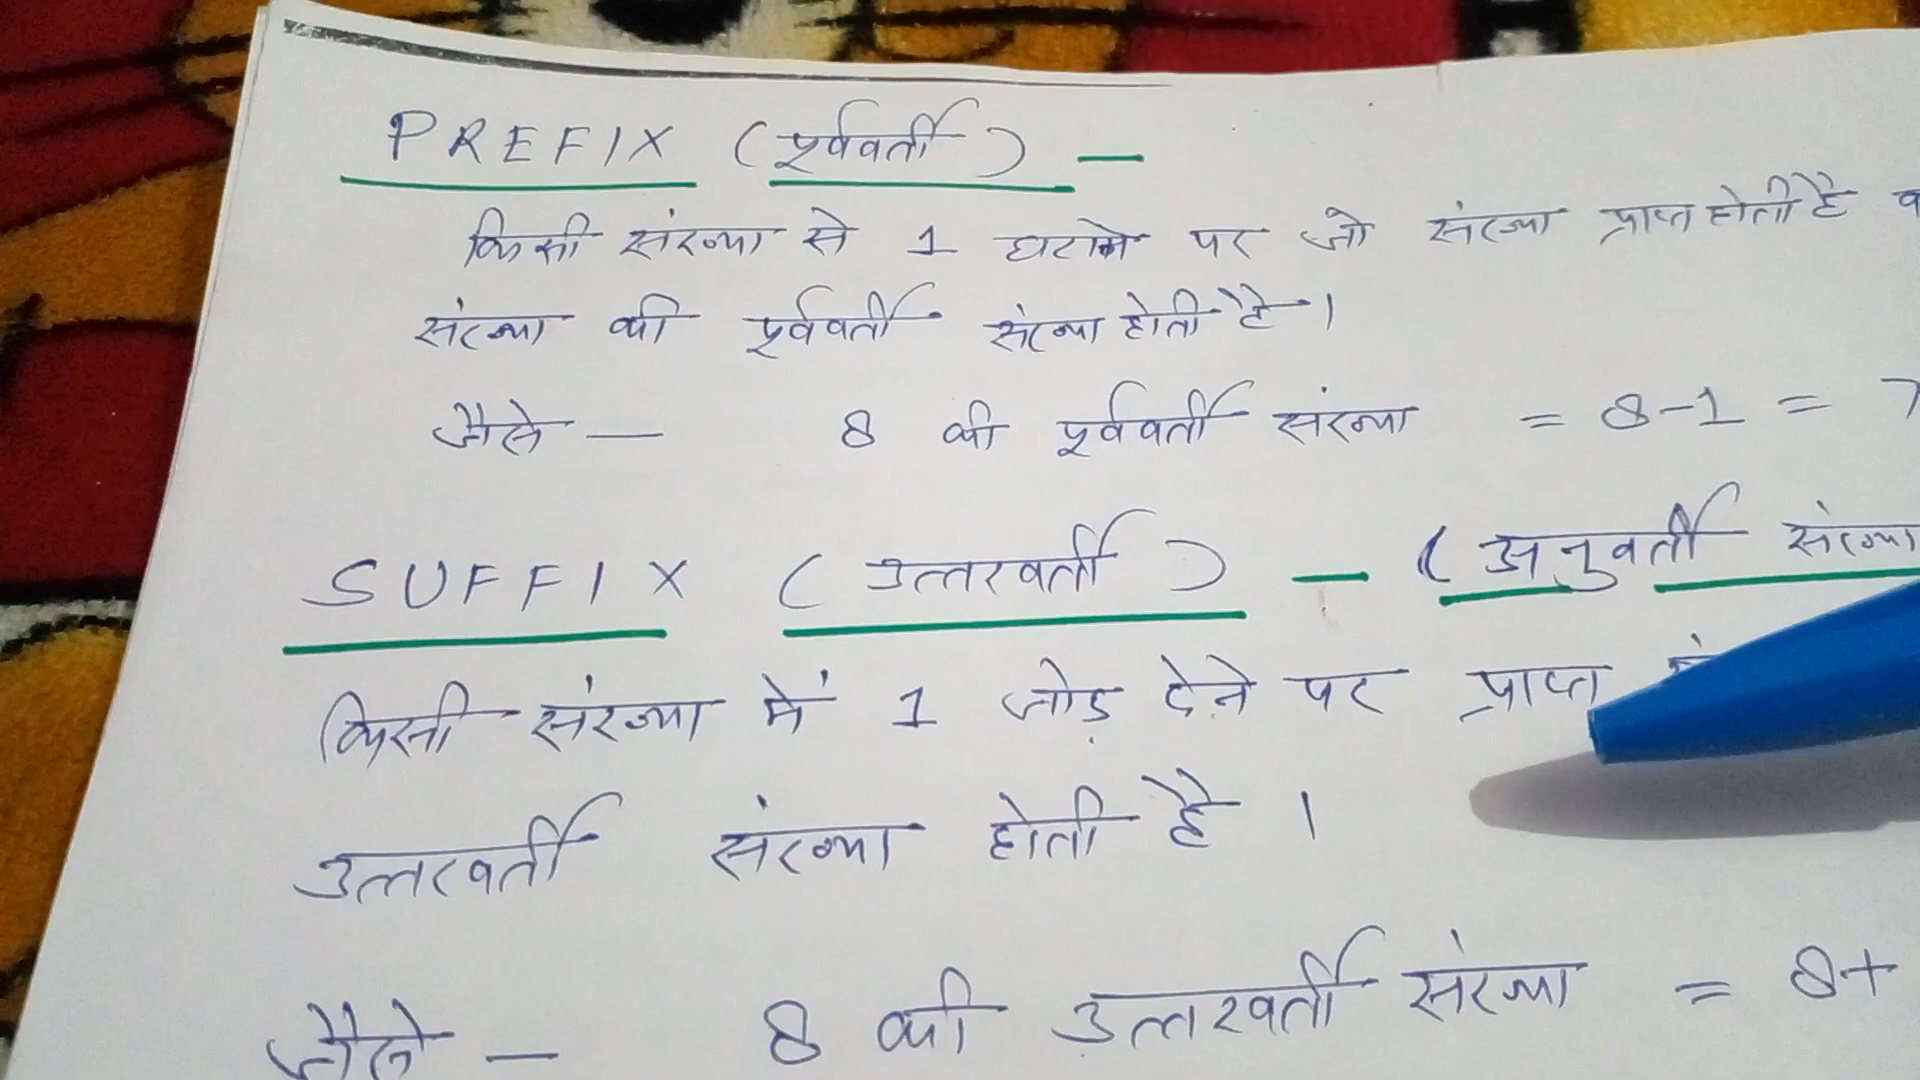 PREFIX (पूर्ववर्ती) —
किसी संख्या से 1 घटाने पर जो संख्या प्राप्त होती है
संख्या की पूर्ववर्ती संख्या होती है ।
जैसे — 8 की पूर्ववर्ती संख्या = 8-1 = 7
SUFFIX (उत्तरवर्ती) — (अनुवर्ती संख्या
किसी संख्या में 1 जोड़ देने पर प्राप्त
उत्तरवर्ती संख्या होती है ।
जैसे — 8 की उत्तरवर्ती संख्या = 8+